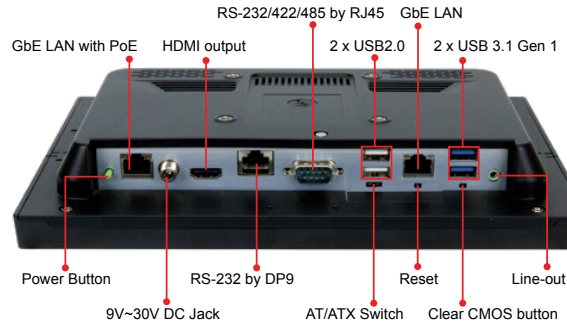 RS-232/422/485 by RJ45
GbE LAN
GbE LAN with PoE
HDMI output
2 x USB2.0
2 x USB 3.1 Gen 1
Power Button
RS-232 by DP9
Reset
Line-out
9V~30V DC Jack
AT/ATX Switch
Clear CMOS button